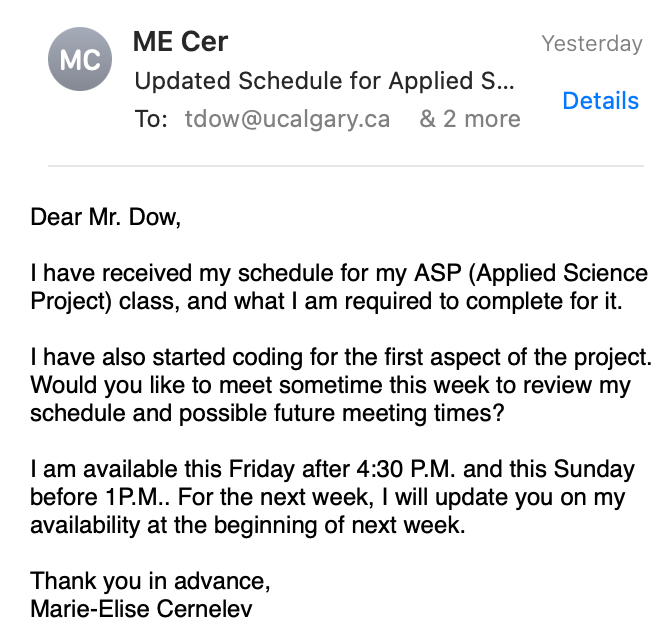 MC
ME Cer
Yesterday
Updated Schedule for Applied S...
Details
To: tdow@ucalgary.ca & 2 more
Dear Mr. Dow,
I have received my schedule for my ASP (Applied Science
Project) class, and what I am required to complete for it.
I have also started coding for the first aspect of the project.
Would you like to meet sometime this week to review my
schedule and possible future meeting times?
I am available this Friday after 4:30 P.M. and this Sunday
before 1P.M.. For the next week, I will update you on my
availability at the beginning of next week.
Thank you in advance,
Marie-Elise Cernelev